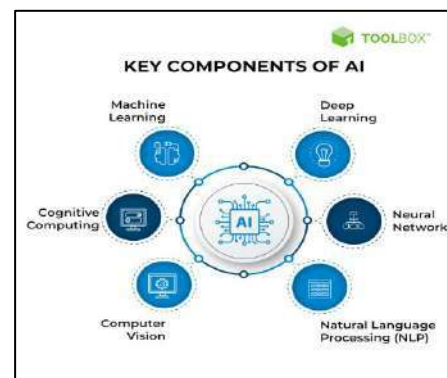 TOOLBOX™
KEY COMPONENTS OF AI
Machine
Learning
Deep
Learning
Cognitive
Computing
AI
Neural
Network
Computer
Vision
Natural Language
Processing (NLP)